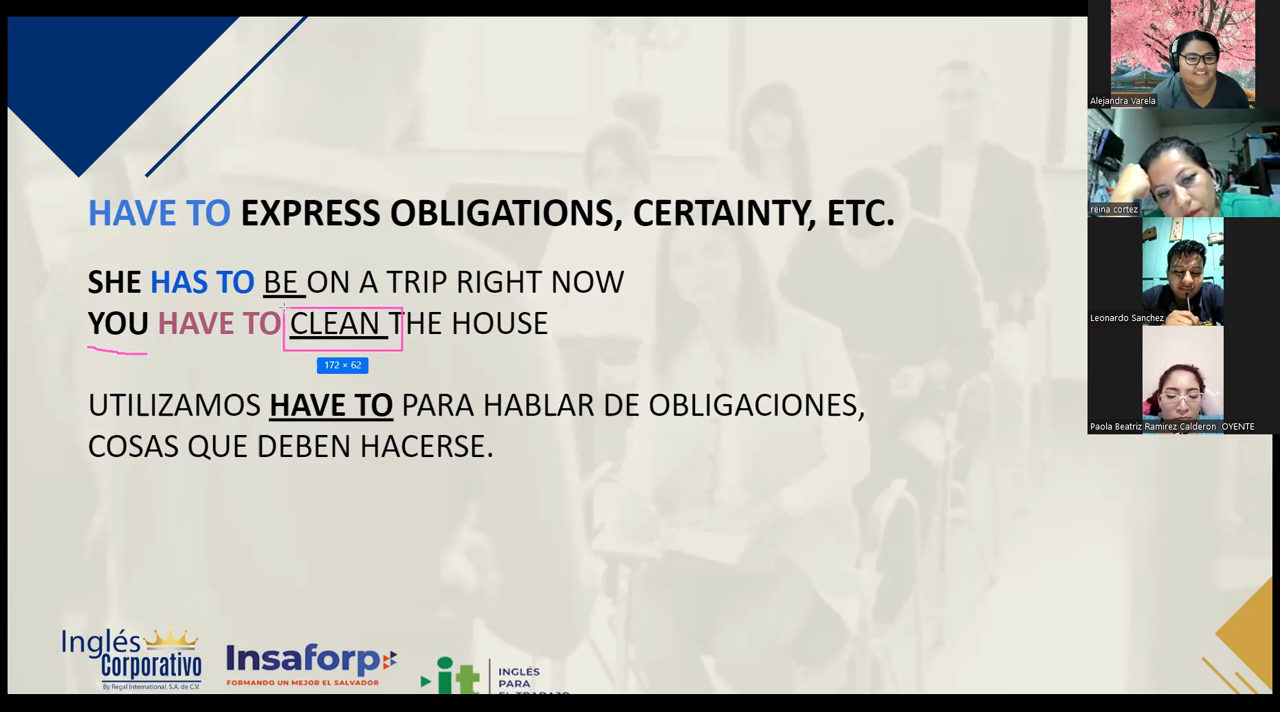 HAVE TO EXPRESS OBLIGATIONS, CERTAINTY, ETC.
SHE HAS TO BE ON A TRIP RIGHT NOW
YOU HAVE TO CLEAN THE HOUSE
172 × 62
UTILIZAMOS HAVE TO PARA HABLAR DE OBLIGACIONES,
COSAS QUE DEBEN HACERSE.
Inglés
Corporativo
By Regal International, S.A. de C.V.
Insaforp
FORMANDO UN MEJOR EL SALVADOR
it
INGLÉS
PARA
EL TRABAJO
Alejandra Varela
reina cortez
Leonardo Sanchez
Paola Beatriz Ramirez Calderon OYENTE